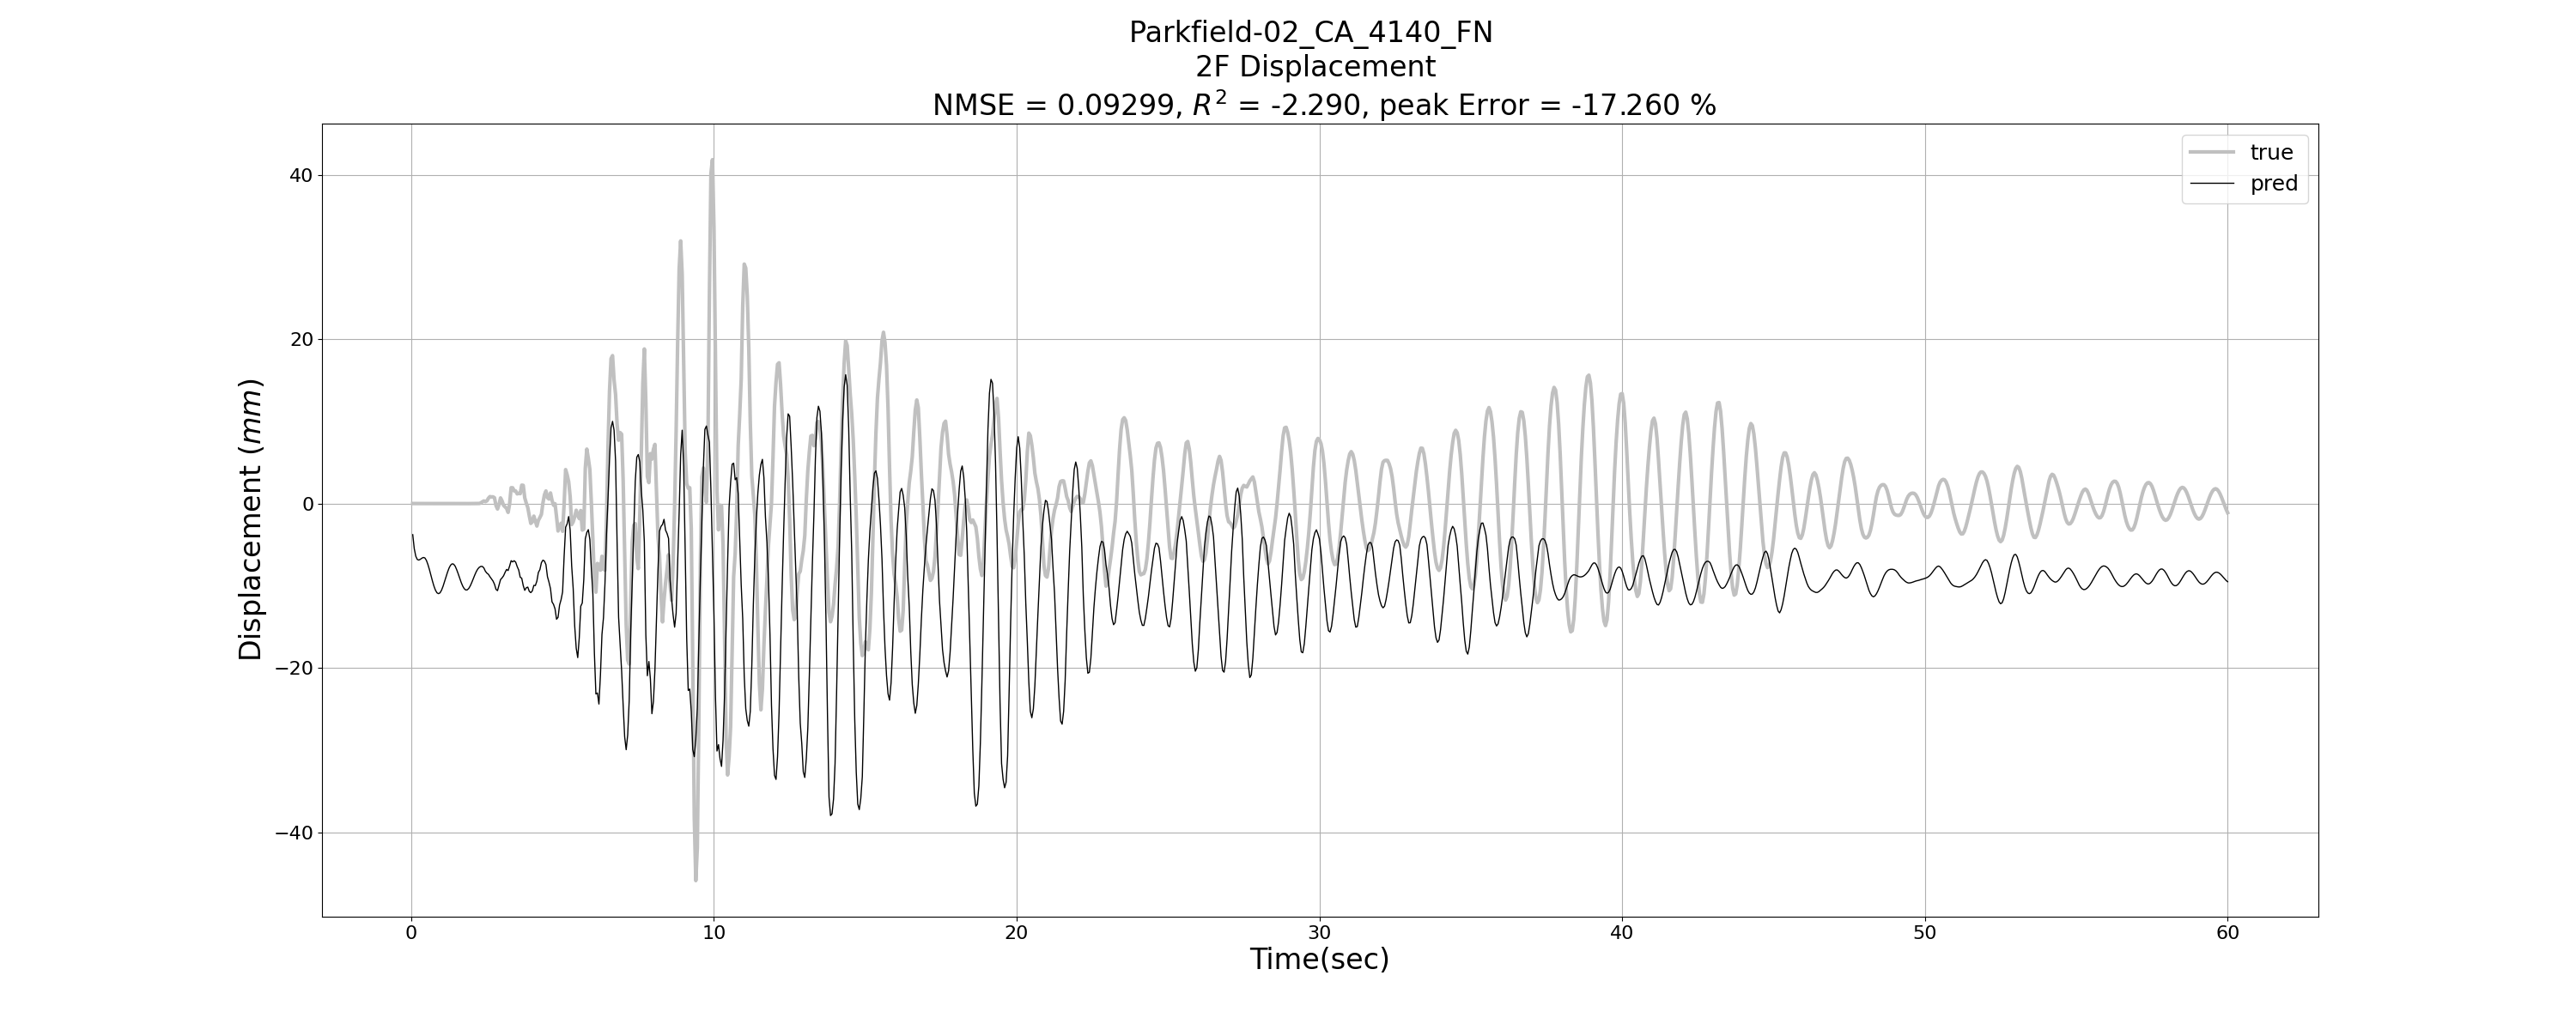 Parkfield-02_CA_4140_FN
2F Displacement
NMSE = 0.09299, R² = -2.290, peak Error = -17.260 %
true
pred
Displacement (mm)
40
20
0
−20
−40
0 10 20 30 40 50 60
Time(sec)